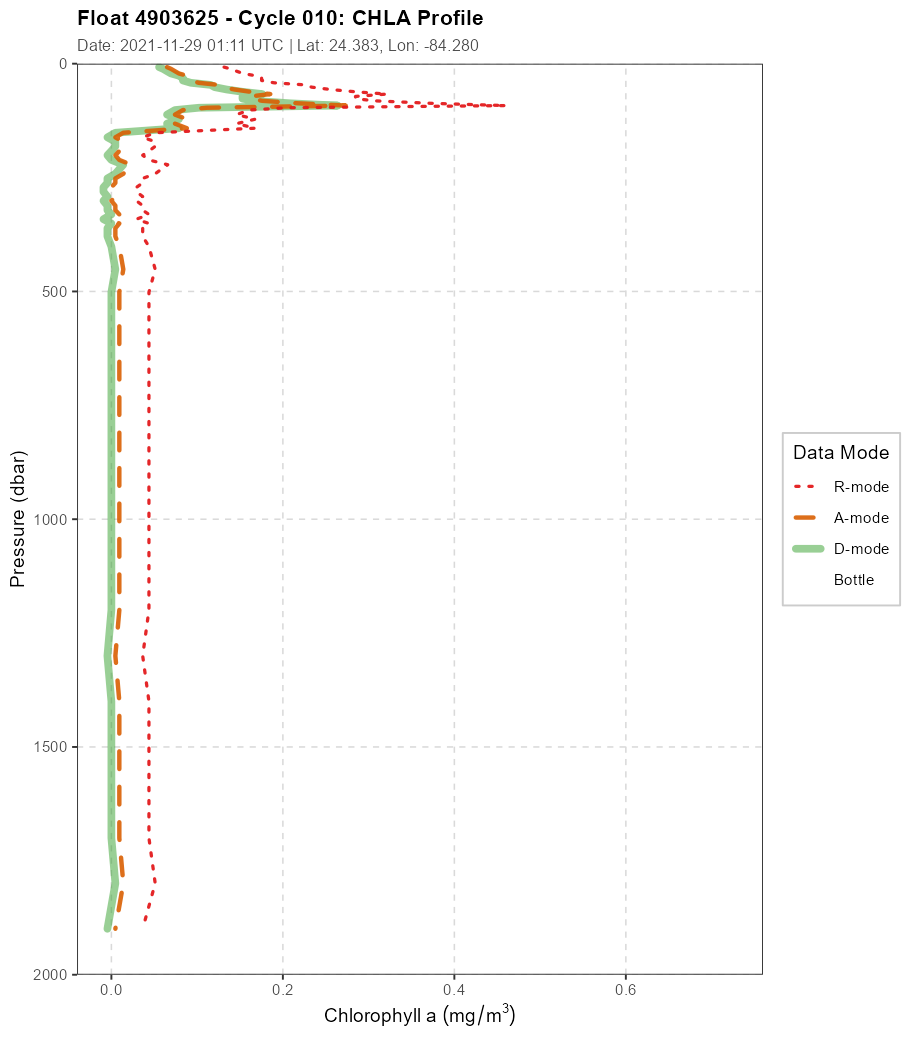 Float 4903625 - Cycle 010: CHLA Profile
Date: 2021-11-29 01:11 UTC | Lat: 24.383, Lon: -84.280
0
500
1000
1500
2000
Pressure (dbar)
0.0
0.2
0.4
0.6
Chlorophyll a (mg/m³)
Data Mode
R-mode
A-mode
D-mode
Bottle